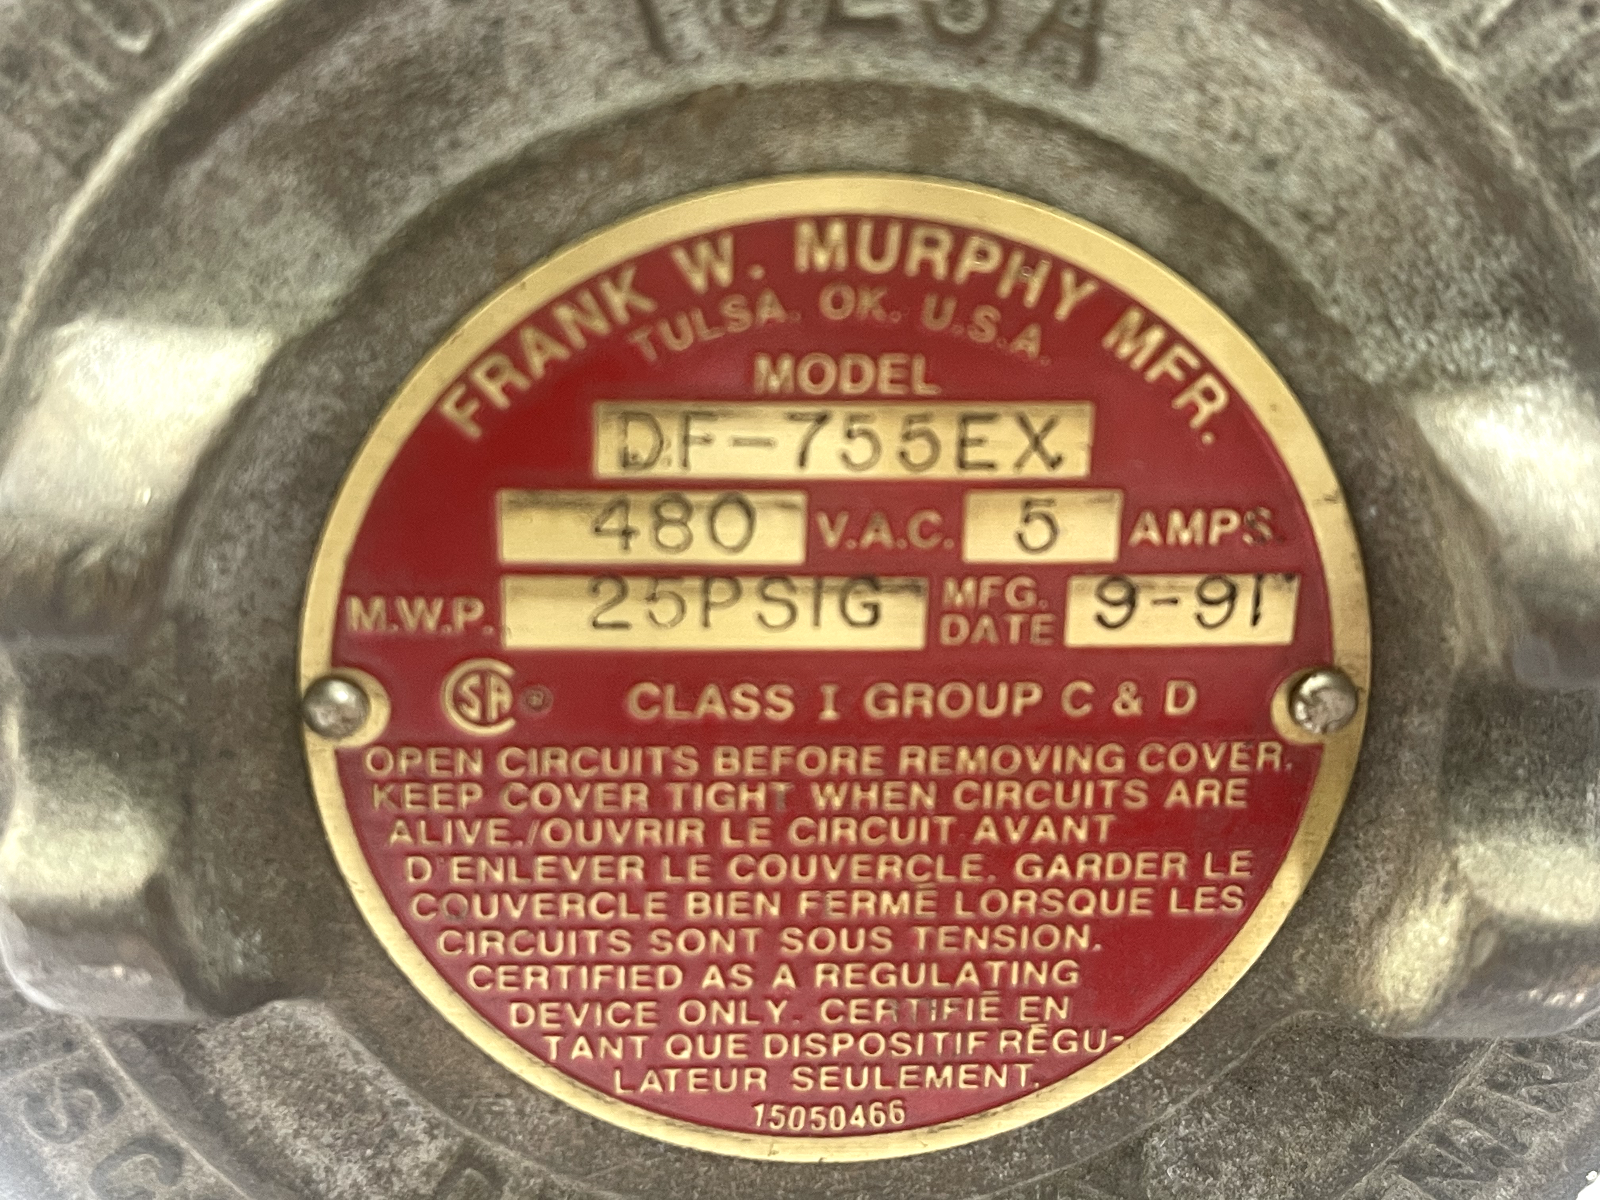 TULSA
FRANK W. MURPHY MFR.
TULSA. OK. U.S.A.
MODEL
DF-755EX
480 V.A.C. 5 AMPS.
M.W.P. 25PSIG MFG. DATE 9-91
CSA ® CLASS I GROUP C & D
OPEN CIRCUITS BEFORE REMOVING COVER.
KEEP COVER TIGHT WHEN CIRCUITS ARE
ALIVE./OUVRIR LE CIRCUIT AVANT
D'ENLEVER LE COUVERCLE. GARDER LE
COUVERCLE BIEN FERMÉ LORSQUE LES
CIRCUITS SONT SOUS TENSION.
CERTIFIED AS A REGULATING
DEVICE ONLY. CERTIFIÉ EN
TANT QUE DISPOSITIF RÉGU-
LATEUR SEULEMENT.
15050466